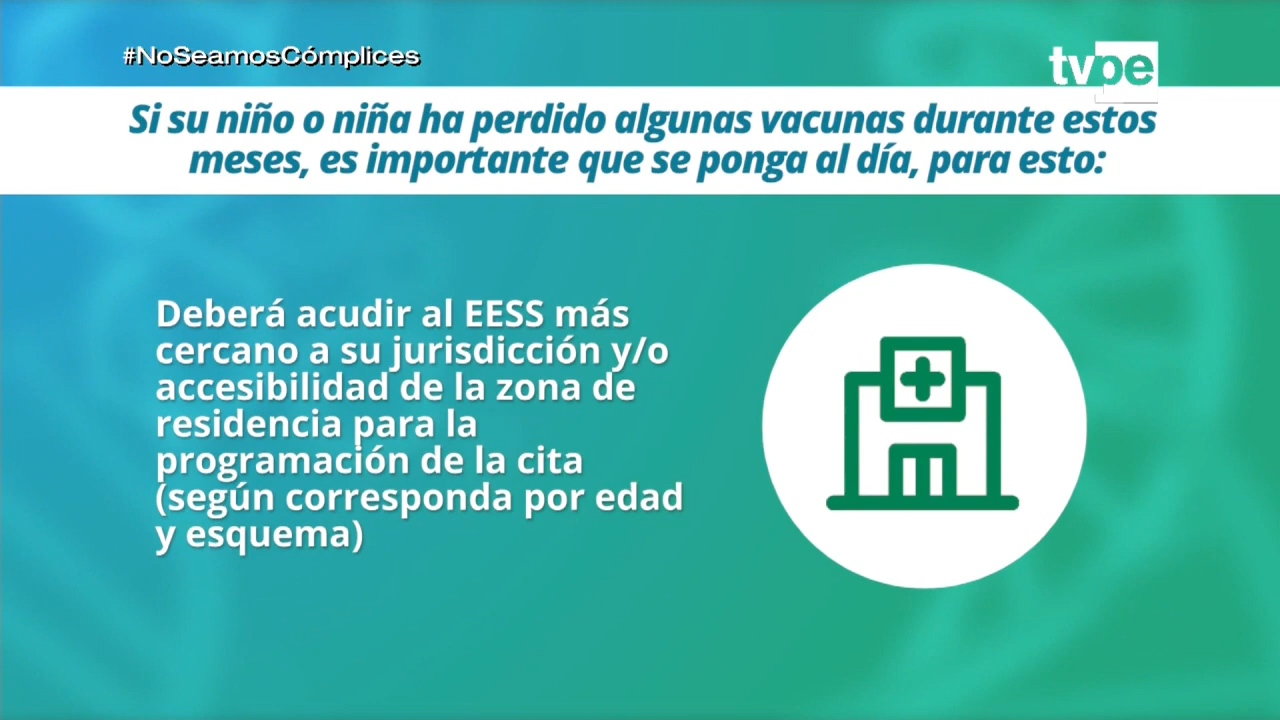 #NoSeamosCómplices
tvpe
Si su niño o niña ha perdido algunas vacunas durante estos
meses, es importante que se ponga al día, para esto:
Deberá acudir al EESS más
cercano a su jurisdicción y/o
accesibilidad de la zona de
residencia para la
programación de la cita
(según corresponda por edad
y esquema)